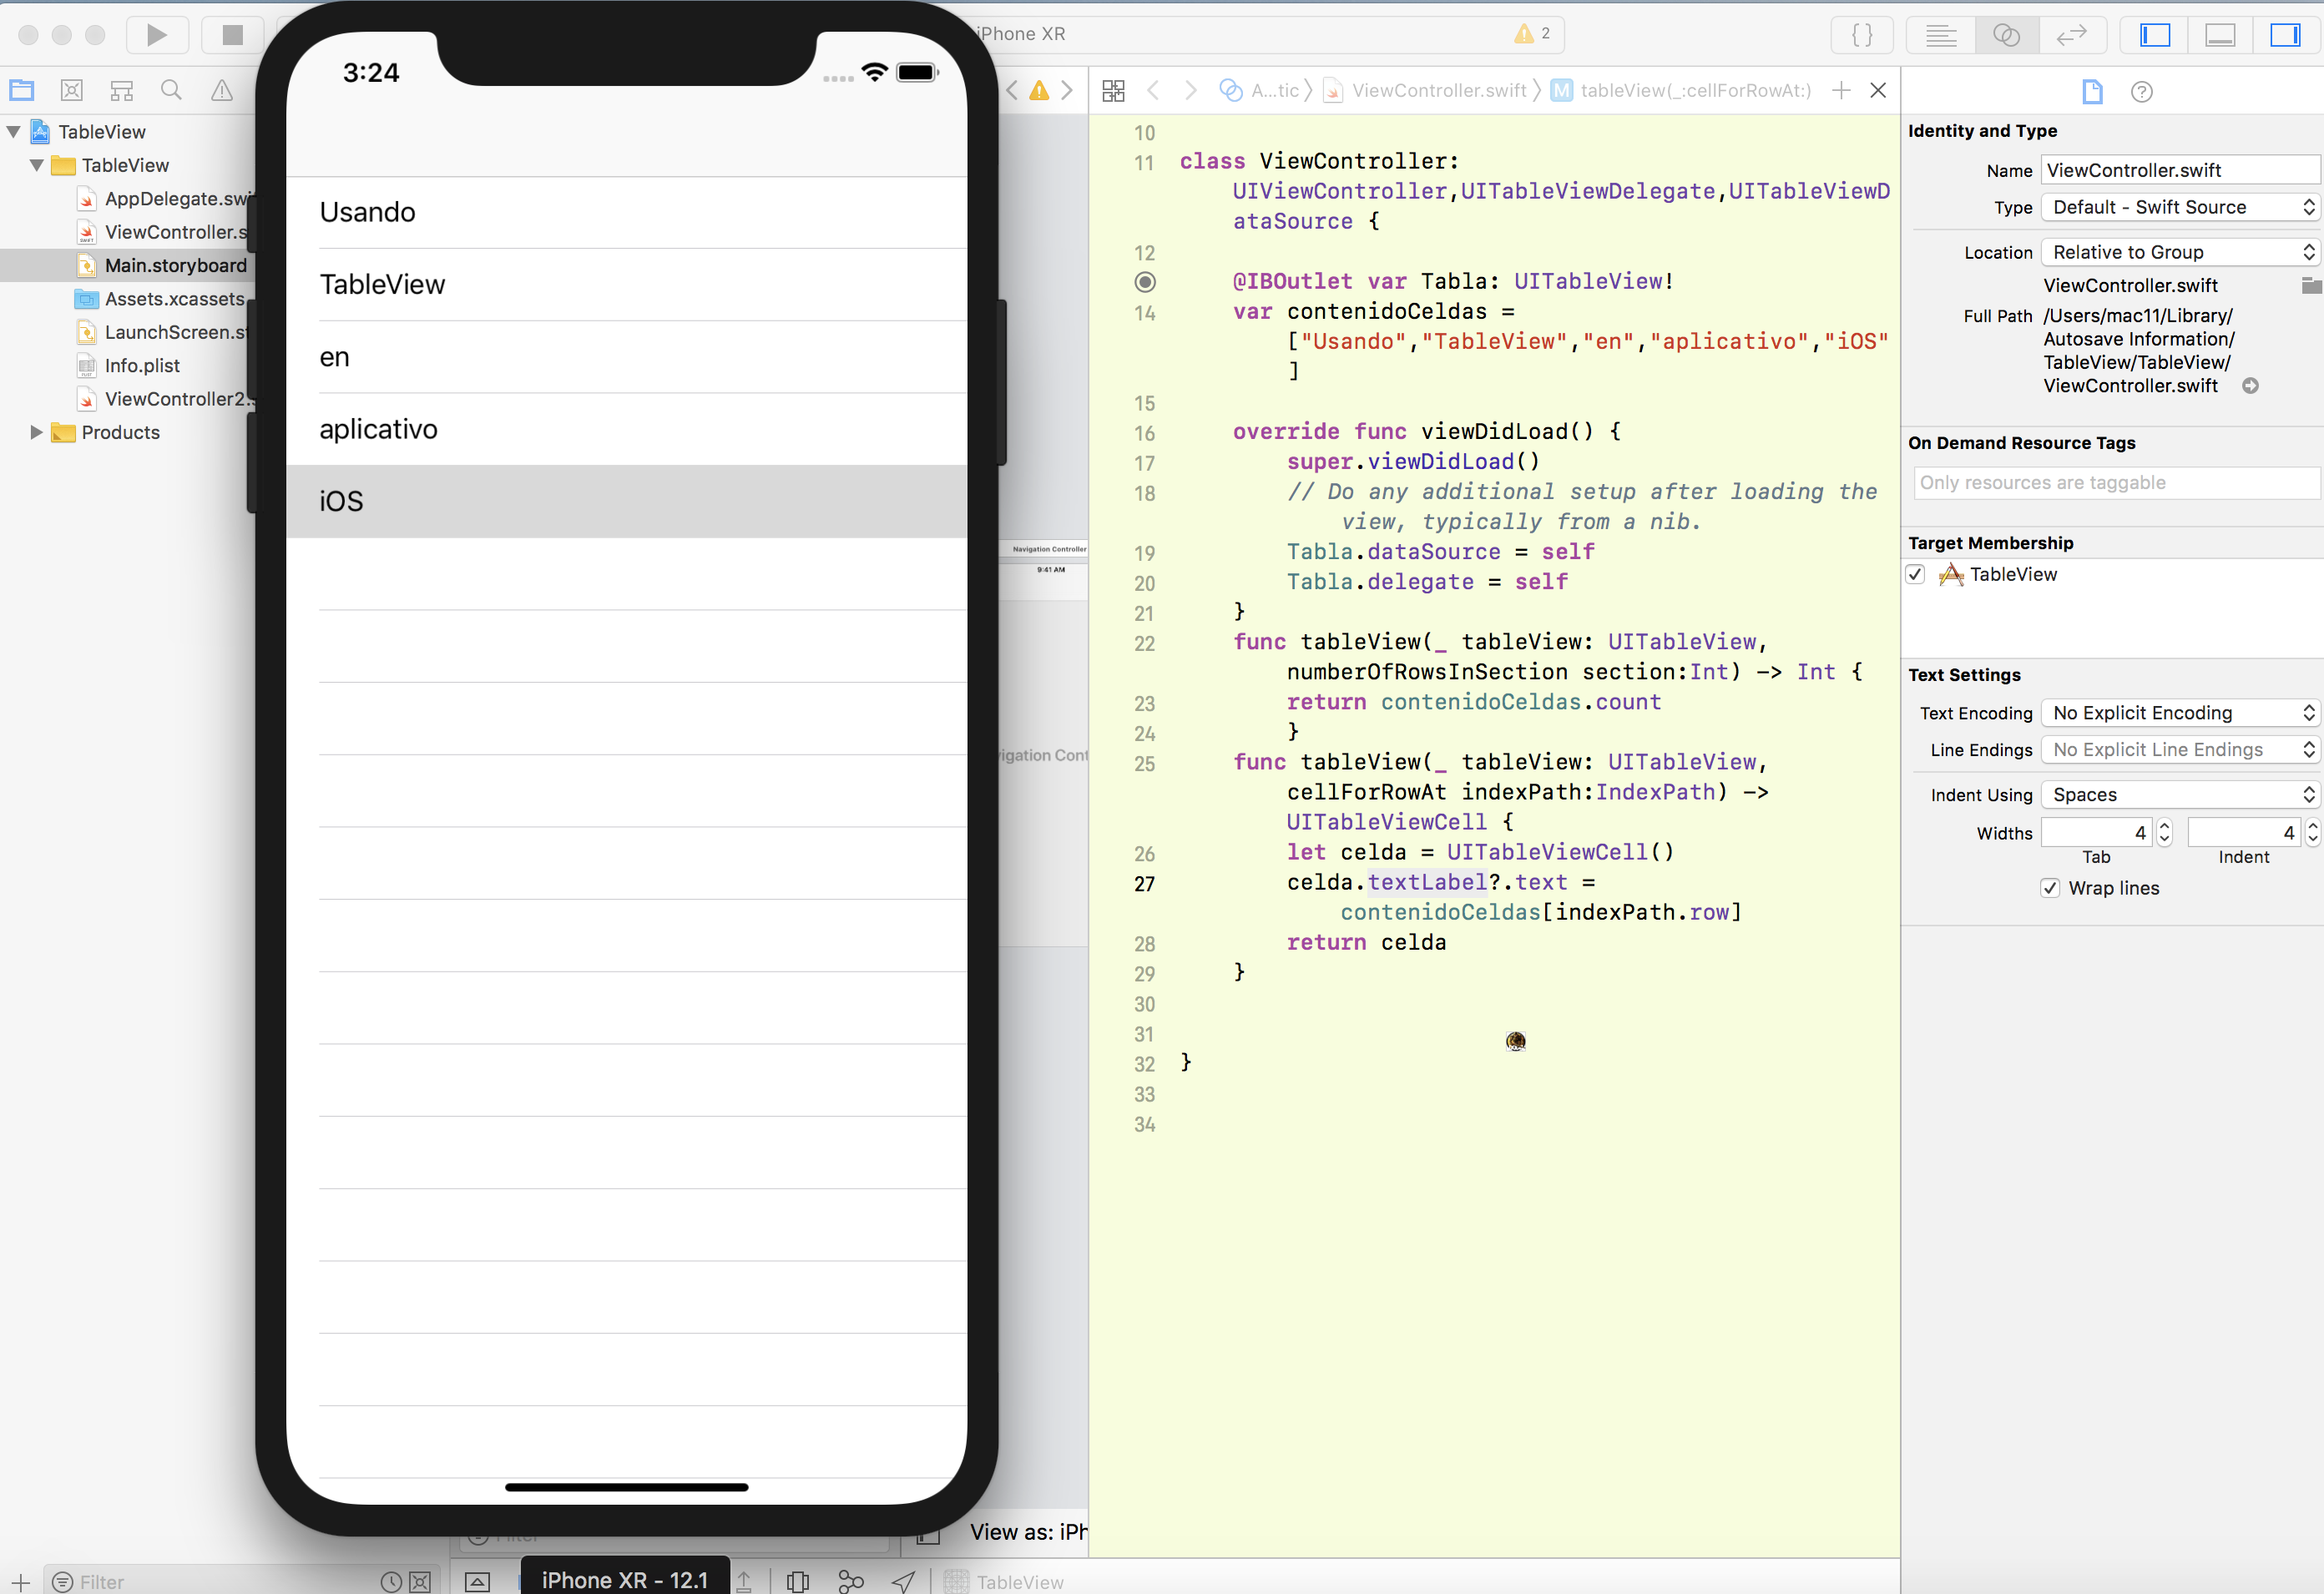 iPhone XR
2
3:24
Usando
TableView
en
aplicativo
iOS
TableView
TableView
AppDelegate.swi
ViewController.s
Main.storyboard
Assets.xcassets
LaunchScreen.s
Info.plist
ViewController2.
Products
Filter
Navigation Controller
9:41 AM
igation Cont
Filter
View as: iPh
iPhone XR - 12.1
TableView
A...tic
ViewController.swift
M tableView(_:cellForRowAt:)
10
11 class ViewController:
UIViewController,UITableViewDelegate,UITableViewD
ataSource {
12
@IBOutlet var Tabla: UITableView!
14 var contenidoCeldas =
["Usando","TableView","en","aplicativo","iOS"
]
15
16 override func viewDidLoad() {
17 super.viewDidLoad()
18 // Do any additional setup after loading the
view, typically from a nib.
19 Tabla.dataSource = self
20 Tabla.delegate = self
21 }
22 func tableView(_ tableView: UITableView,
numberOfRowsInSection section:Int) -> Int {
23 return contenidoCeldas.count
24 }
25 func tableView(_ tableView: UITableView,
cellForRowAt indexPath:IndexPath) ->
UITableViewCell {
26 let celda = UITableViewCell()
27 celda.textLabel?.text =
contenidoCeldas[indexPath.row]
28 return celda
29 }
30
31
32 }
33
34
Identity and Type
Name ViewController.swift
Type Default - Swift Source
Location Relative to Group
ViewController.swift
Full Path /Users/mac11/Library/
Autosave Information/
TableView/TableView/
ViewController.swift
On Demand Resource Tags
Only resources are taggable
Target Membership
TableView
Text Settings
Text Encoding No Explicit Encoding
Line Endings No Explicit Line Endings
Indent Using Spaces
Widths 4 4
Tab Indent
Wrap lines